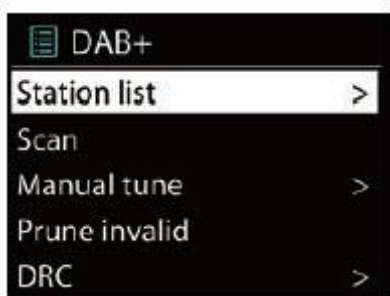 DAB+
Station list >
Scan
Manual tune >
Prune invalid
DRC >